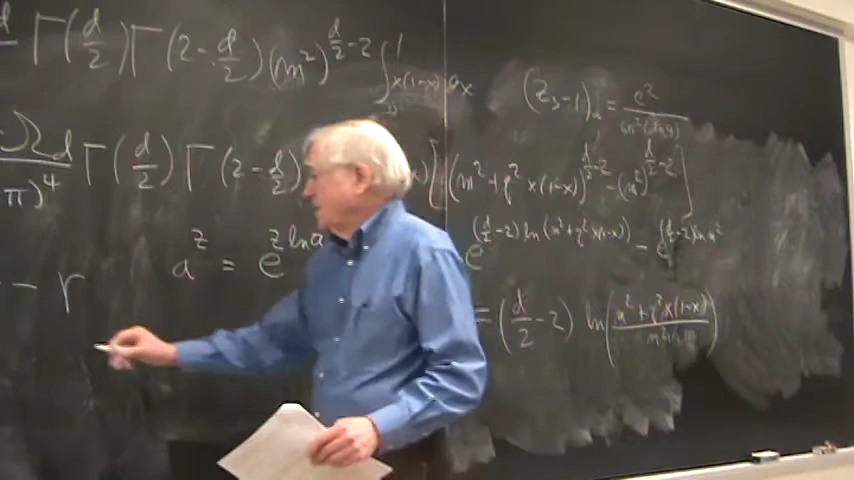 Γ(d/2) Γ(2-d/2) (m²)^(d/2-2) ∫₀¹ x(1-x) dx
(Z₃-1)ₐ = e²
Ωd / π)⁴ Γ(d/2) Γ(2-d/2)
[(m²+q²x(1-x))^(d/2-2) - (m²)^(d/2-2)]
a^z = e^(z ln a
e^((d/2-2) ln(m²+q²x(1-x))) - e^((d/2-2) ln m²)
- r
= (d/2-2) ln(m²+q²x(1-x) /